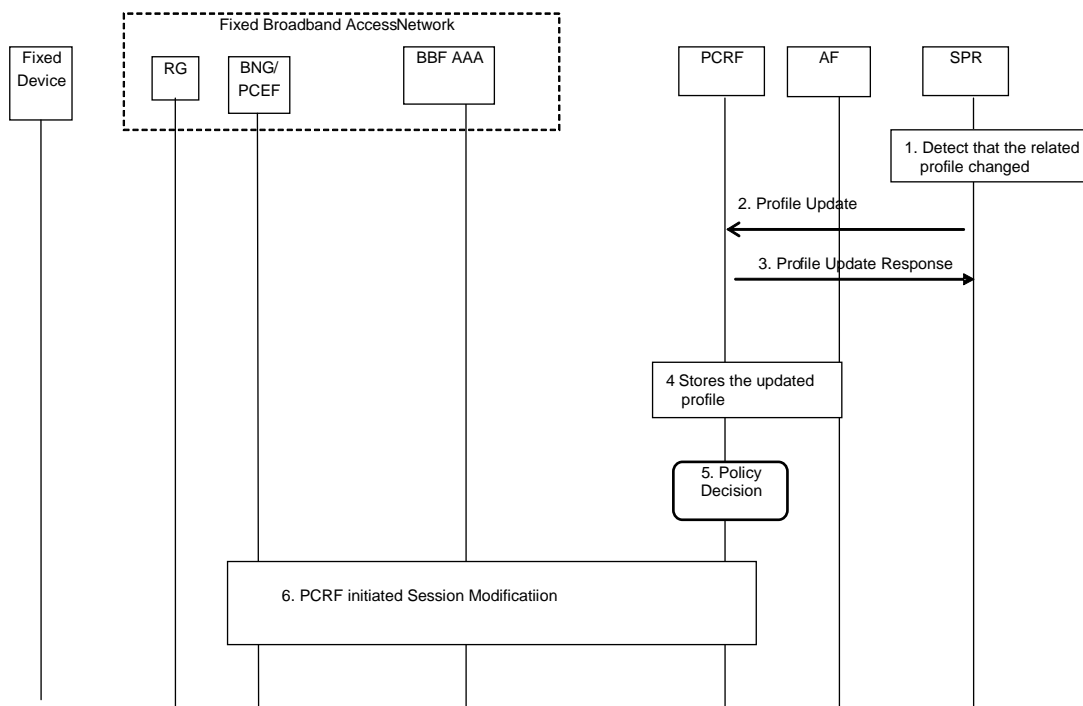 Fixed Broadband AccessNetwork
Fixed
Device
RG
BNG/
PCEF
BBF AAA
PCRF
AF
SPR
1. Detect that the related
profile changed
2. Profile Update
3. Profile Update Response
4 Stores the updated
profile
5. Policy
Decision
6. PCRF initiated Session Modificatiion